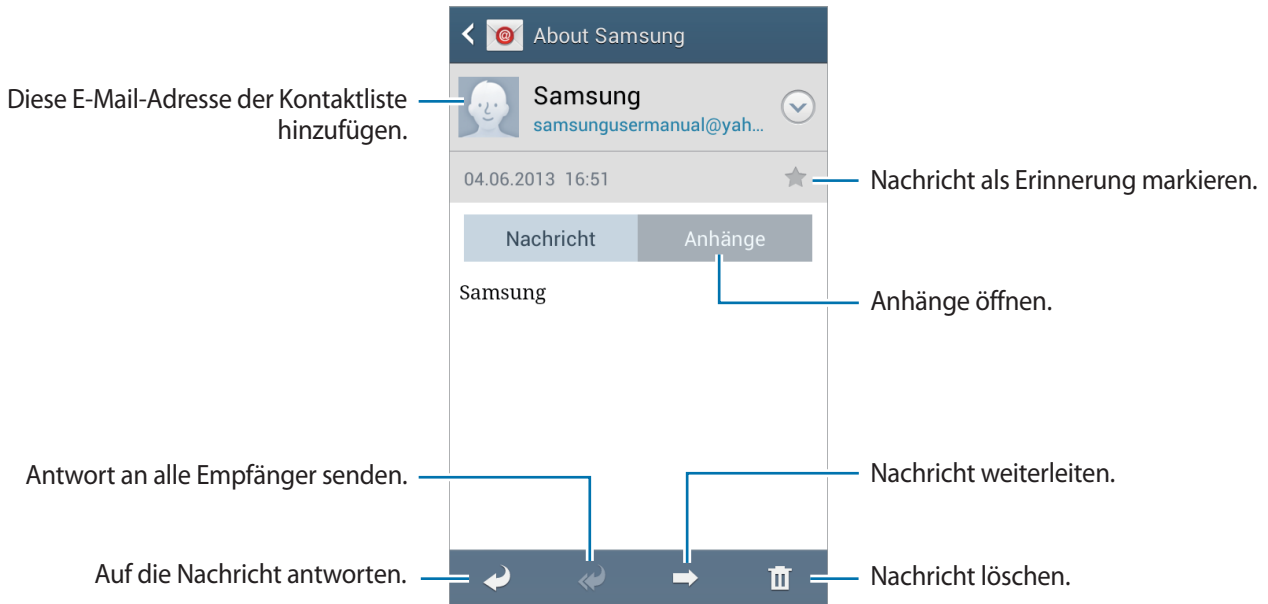 About Samsung
Diese E-Mail-Adresse der Kontaktliste
hinzufügen.
Samsung
samsungusermanual@yah...
04.06.2013 16:51
Nachricht als Erinnerung markieren.
Nachricht
Anhänge
Samsung
Anhänge öffnen.
Antwort an alle Empfänger senden.
Nachricht weiterleiten.
Auf die Nachricht antworten.
Nachricht löschen.